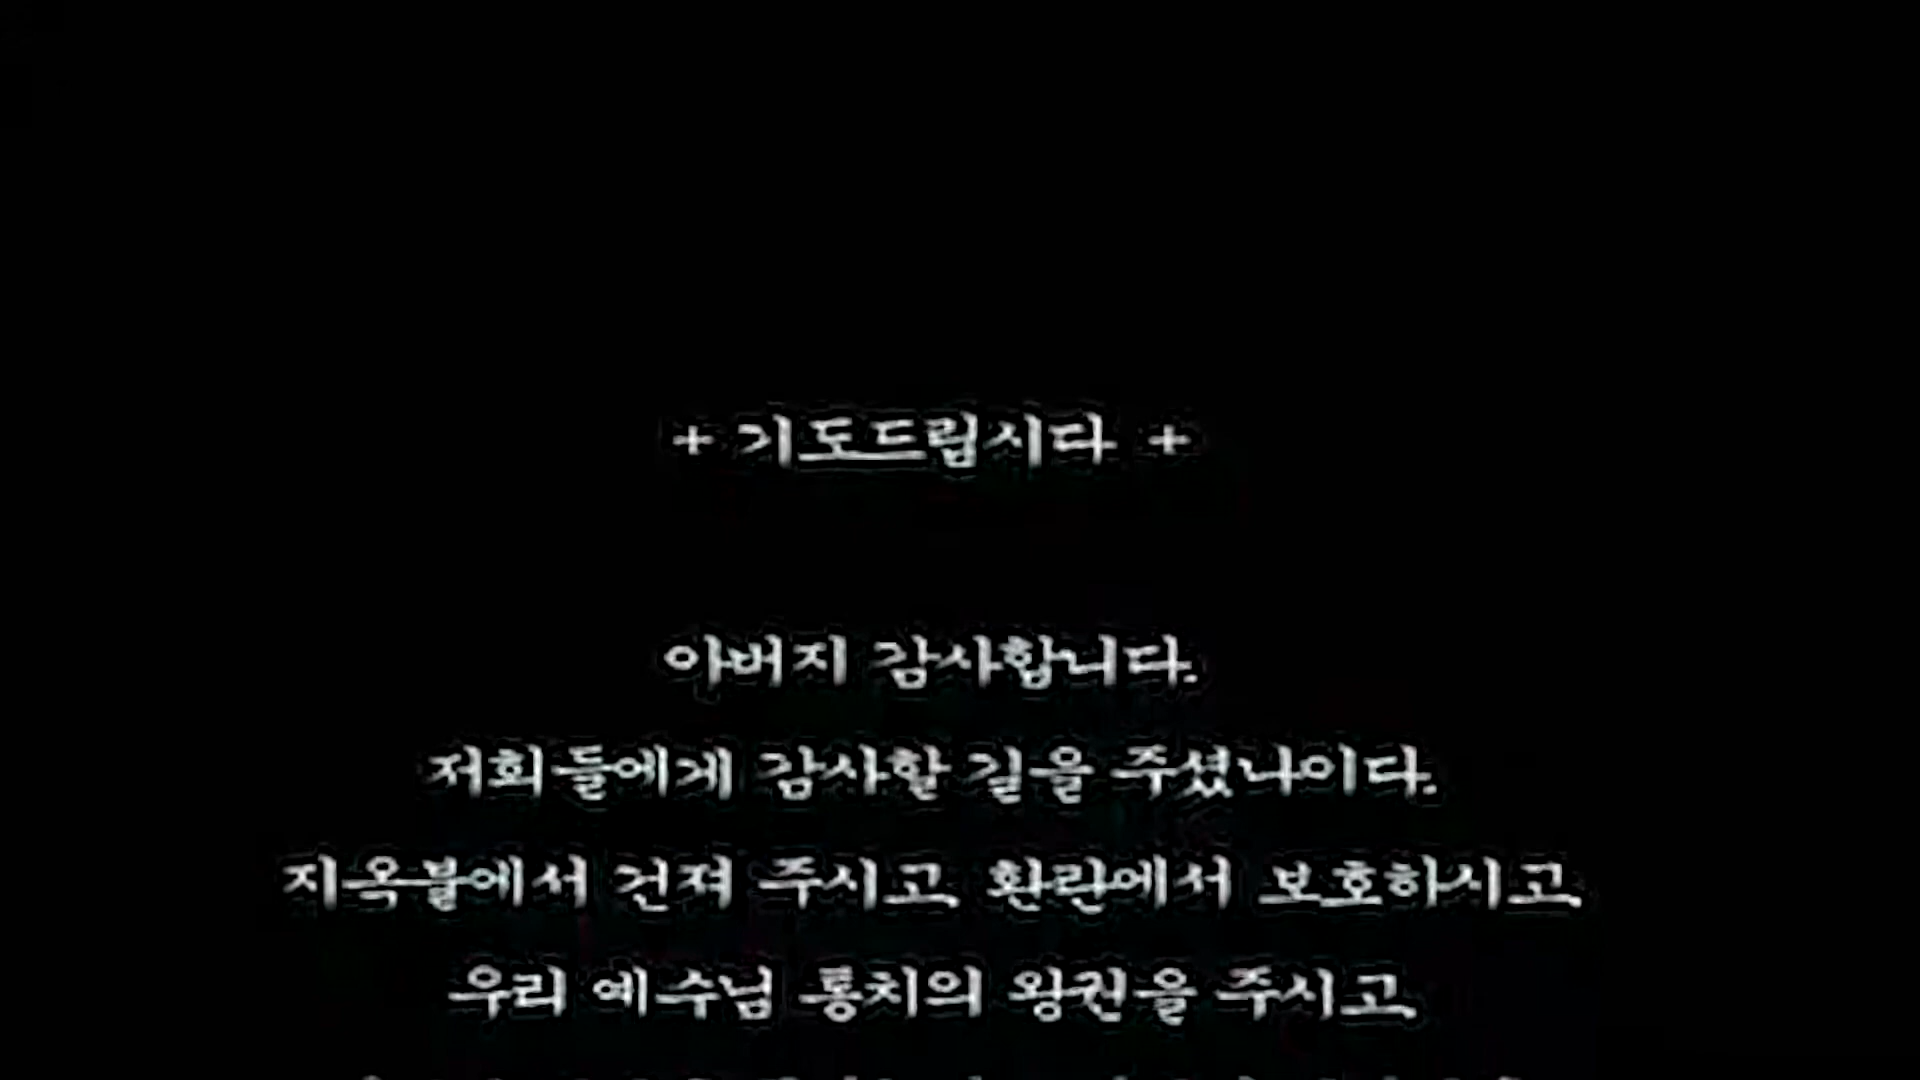 + 기도드립시다 +
아버지 감사합니다.
저희들에게 감사할 길을 주셨나이다.
지옥불에서 건져 주시고, 환란에서 보호하시고,
우리 예수님 통치의 왕권을 주시고,